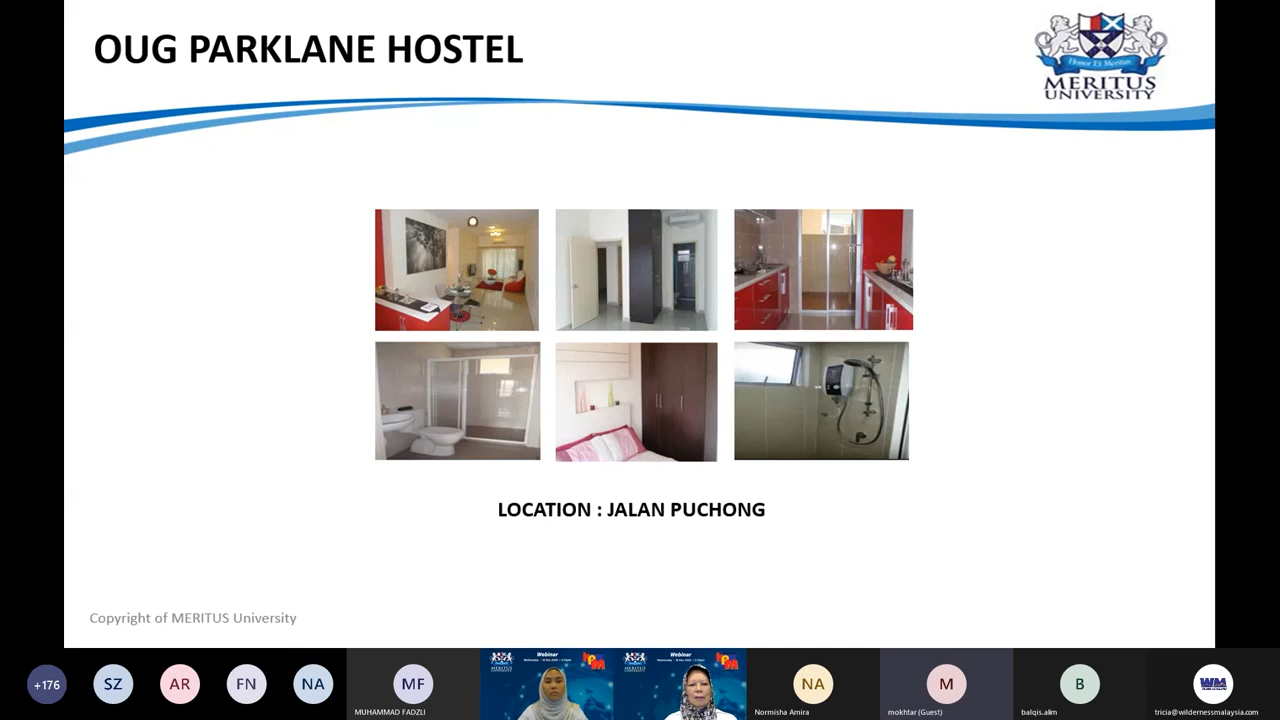 OUG PARKLANE HOSTEL
Honor Et Meritus
MERITUS
UNIVERSITY
LOCATION : JALAN PUCHONG
Copyright of MERITUS University
+176
SZ
AR
FN
NA
MF
MUHAMMAD FADZLI
Webinar
Webinar
NA
Normisha Amira
M
mokhtar (Guest)
B
balqis.alim
WM
tricia@wildernessmalaysia.com